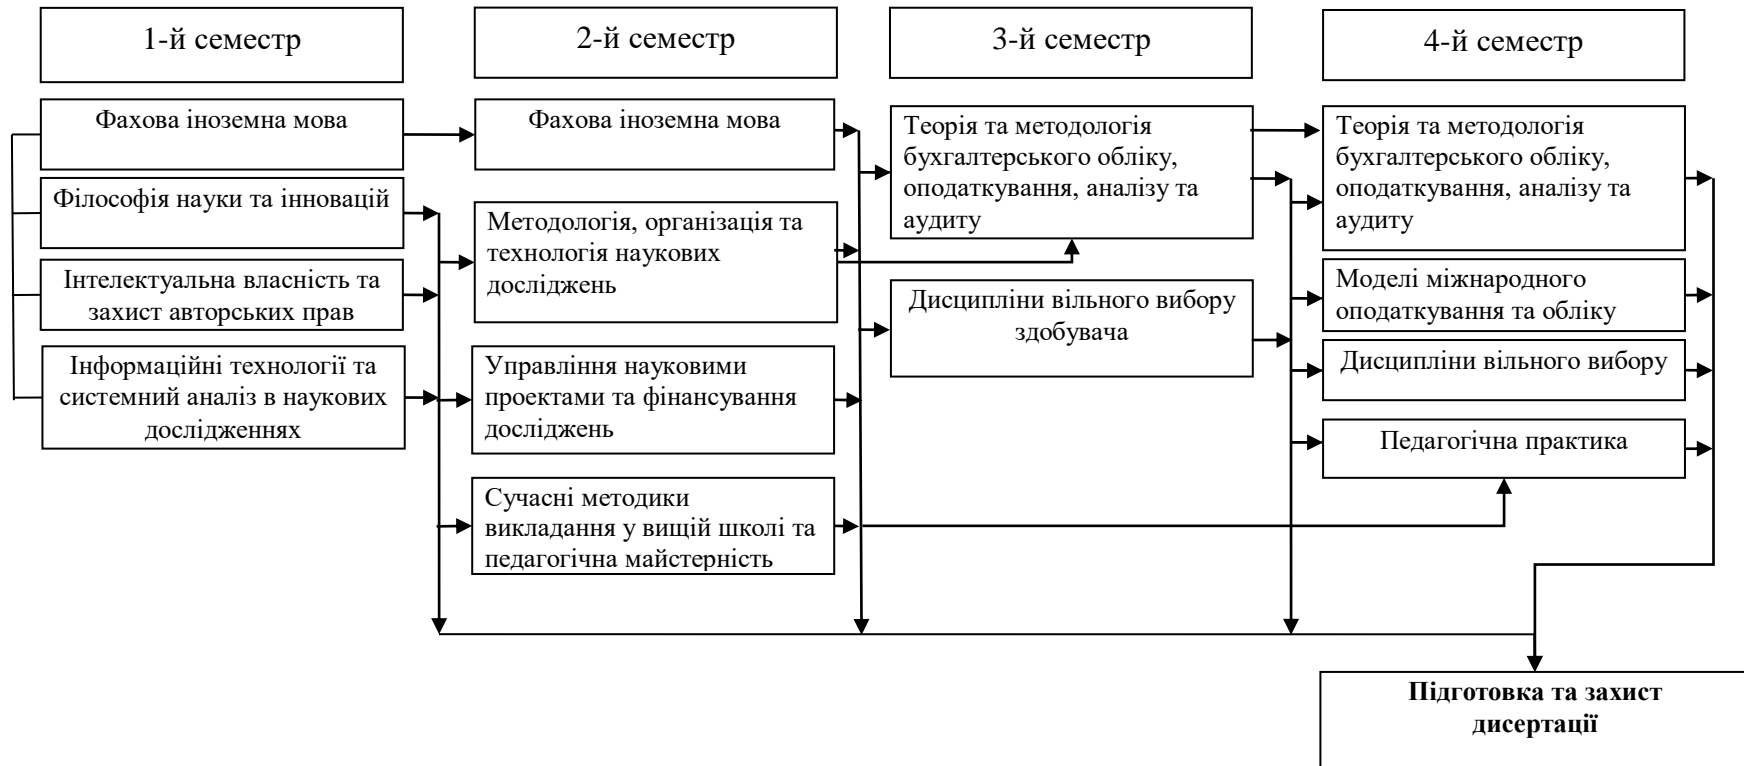 1-й семестр
2-й семестр
3-й семестр
4-й семестр
Фахова іноземна мова
Філософія науки та інновацій
Інтелектуальна власність та
захист авторських прав
Інформаційні технології та
системний аналіз в наукових
дослідженнях
Фахова іноземна мова
Методологія, організація та
технологія наукових
досліджень
Управління науковими
проектами та фінансування
досліджень
Сучасні методики
викладання у вищій школі та
педагогічна майстерність
Теорія та методологія
бухгалтерського обліку,
оподаткування, аналізу та
аудиту
Дисципліни вільного вибору
здобувача
Теорія та методологія
бухгалтерського обліку,
оподаткування, аналізу та
аудиту
Моделі міжнародного
оподаткування та обліку
Дисципліни вільного вибору
Педагогічна практика
Підготовка та захист
дисертації